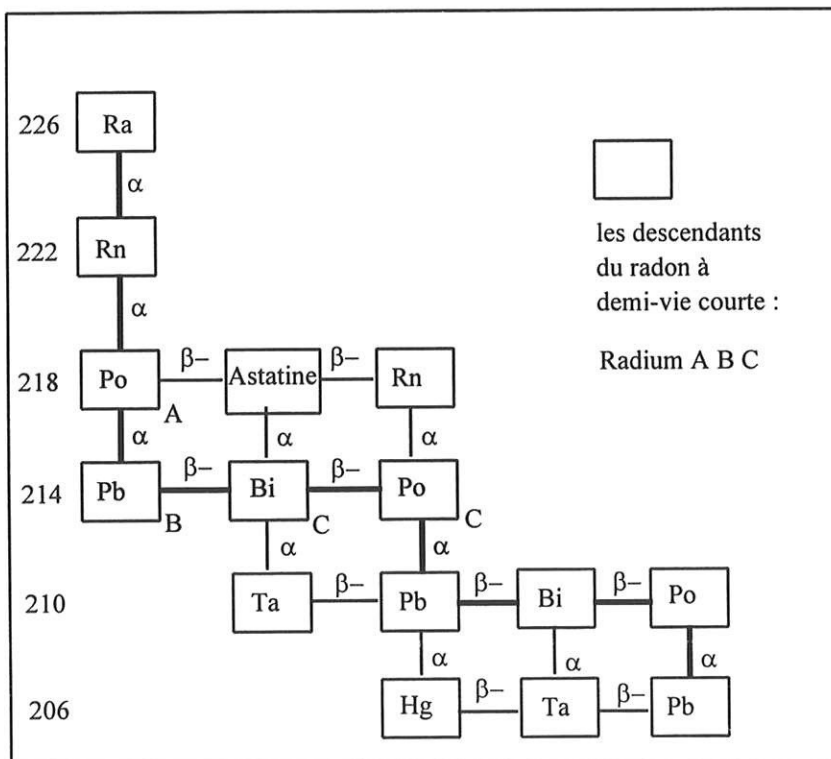 226 Ra
α
les descendants
222 Rn du radon à
demi-vie courte :
α
Radium A B C
β– β–
218 Po Astatine Rn
A
α α α
β– β–
214 Pb Bi Po
B C C
α α
β– β– β–
210 Ta Pb Bi Po
α α α
β– β–
206 Hg Ta Pb